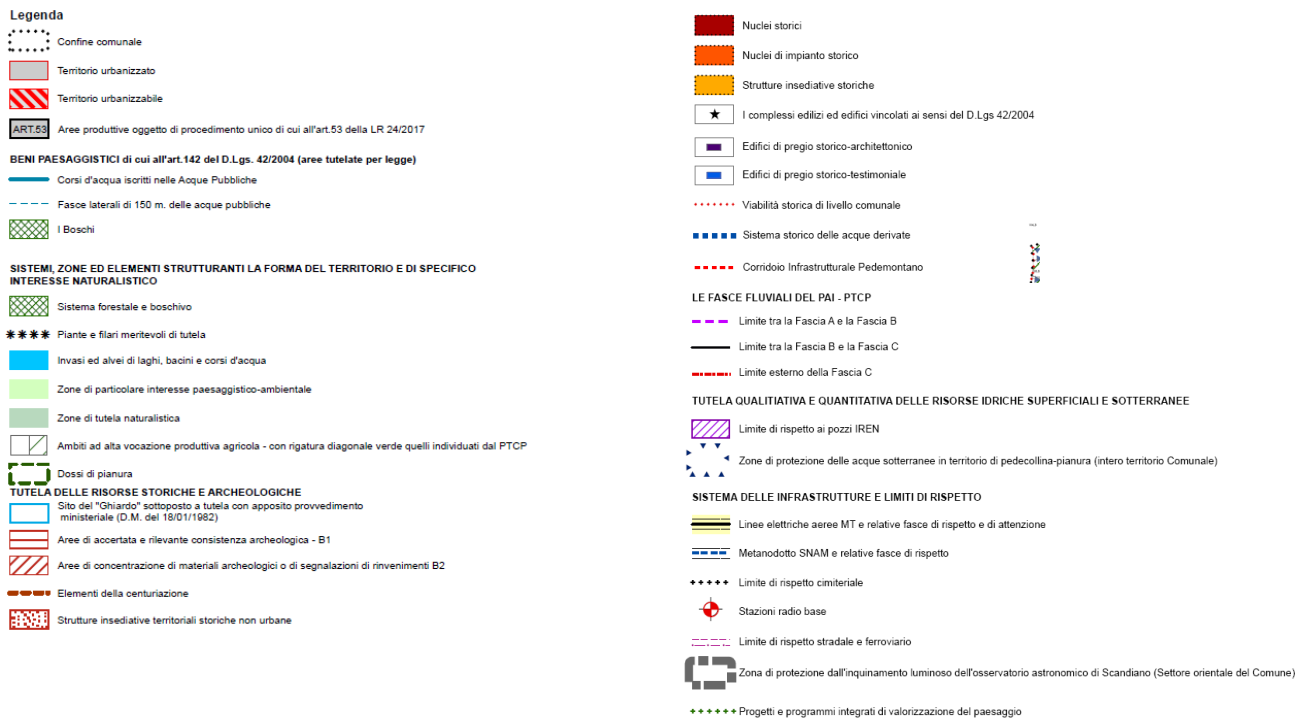 Legenda
Confine comunale
Territorio urbanizzato
Territorio urbanizzabile
ART.53 Aree produttive oggetto di procedimento unico di cui all'art.53 della LR 24/2017
BENI PAESAGGISTICI di cui all'art.142 del D.Lgs. 42/2004 (aree tutelate per legge)
Corsi d'acqua iscritti nelle Acque Pubbliche
Fasce laterali di 150 m. delle acque pubbliche
I Boschi
SISTEMI, ZONE ED ELEMENTI STRUTTURANTI LA FORMA DEL TERRITORIO E DI SPECIFICO
INTERESSE NATURALISTICO
Sistema forestale e boschivo
Piante e filari meritevoli di tutela
Invasi ed alvei di laghi, bacini e corsi d'acqua
Zone di particolare interesse paesaggistico-ambientale
Zone di tutela naturalistica
Ambiti ad alta vocazione produttiva agricola - con rigatura diagonale verde quelli individuati dal PTCP
Dossi di pianura
TUTELA DELLE RISORSE STORICHE E ARCHEOLOGICHE
Sito del "Ghiardo" sottoposto a tutela con apposito provvedimento
ministeriale (D.M. del 18/01/1982)
Aree di accertata e rilevante consistenza archeologica - B1
Aree di concentrazione di materiali archeologici o di segnalazioni di rinvenimenti B2
Elementi della centuriazione
Strutture insediative territoriali storiche non urbane
Nuclei storici
Nuclei di impianto storico
Strutture insediative storiche
I complessi edilizi ed edifici vincolati ai sensi del D.Lgs 42/2004
Edifici di pregio storico-architettonico
Edifici di pregio storico-testimoniale
Viabilità storica di livello comunale
Sistema storico delle acque derivate
Corridoio Infrastrutturale Pedemontano
LE FASCE FLUVIALI DEL PAI - PTCP
Limite tra la Fascia A e la Fascia B
Limite tra la Fascia B e la Fascia C
Limite esterno della Fascia C
TUTELA QUALITIATIVA E QUANTITATIVA DELLE RISORSE IDRICHE SUPERFICIALI E SOTTERRANEE
Limite di rispetto ai pozzi IREN
Zone di protezione delle acque sotterranee in territorio di pedecollina-pianura (intero territorio Comunale)
SISTEMA DELLE INFRASTRUTTURE E LIMITI DI RISPETTO
Linee elettriche aeree MT e relative fasce di rispetto e di attenzione
Metanodotto SNAM e relative fasce di rispetto
Limite di rispetto cimiteriale
Stazioni radio base
Limite di rispetto stradale e ferroviario
Zona di protezione dall'inquinamento luminoso dell'osservatorio astronomico di Scandiano (Settore orientale del Comune)
Progetti e programmi integrati di valorizzazione del paesaggio